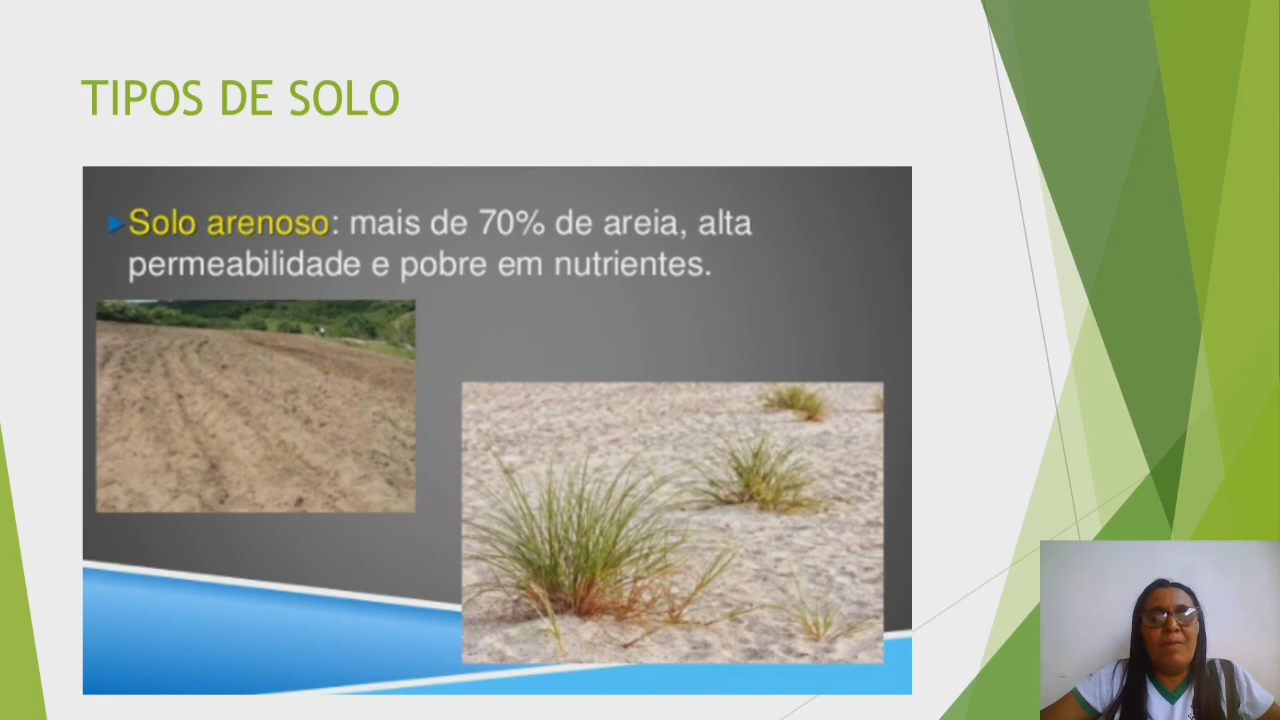 TIPOS DE SOLO
Solo arenoso: mais de 70% de areia, alta
permeabilidade e pobre em nutrientes.